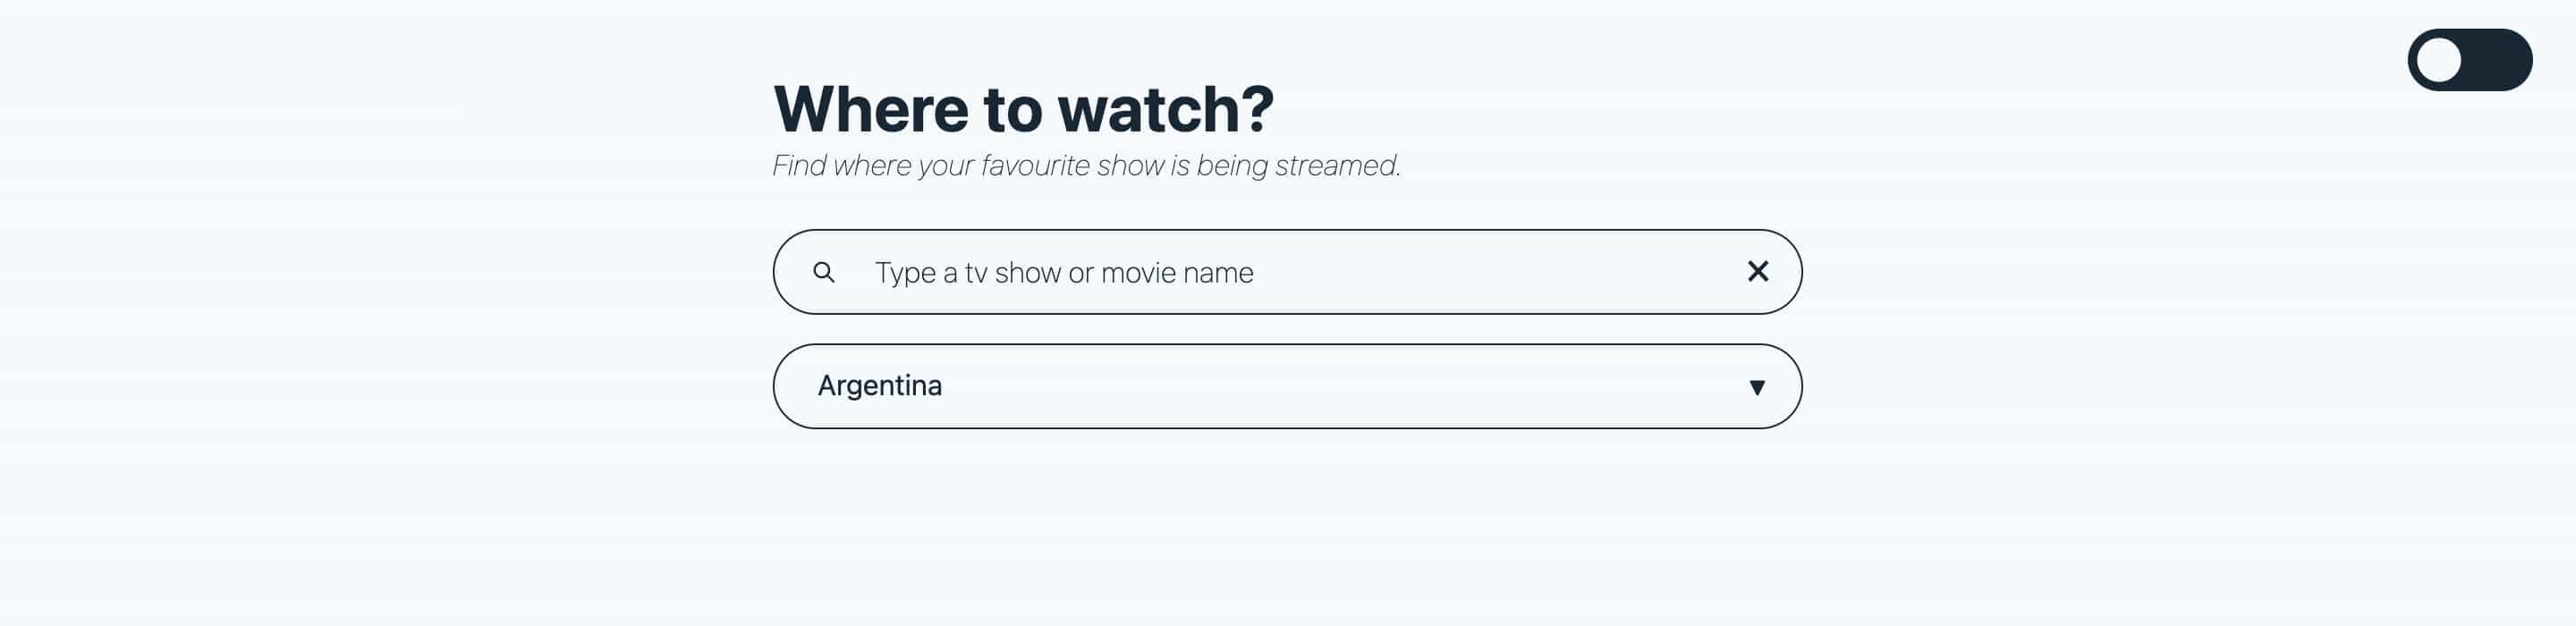 Where to watch?
Find where your favourite show is being streamed.
Type a tv show or movie name
Argentina